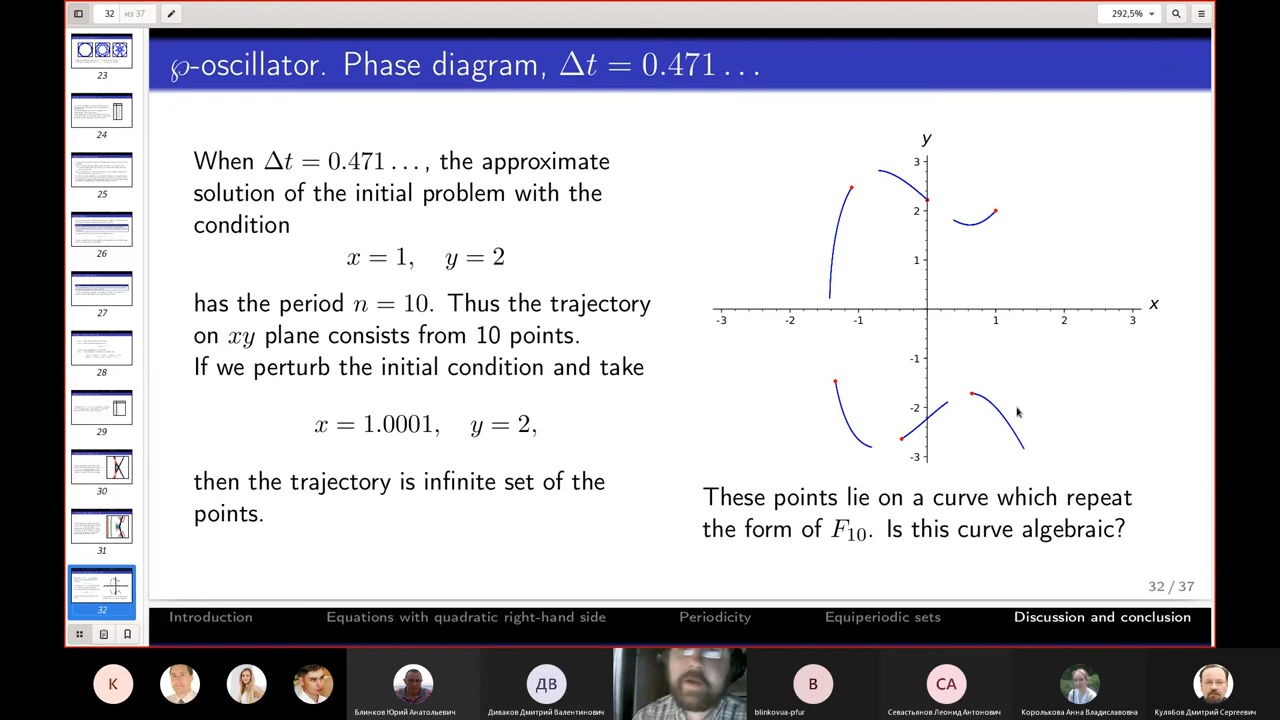 32 из 37
292,5%
℘-oscillator. Phase diagram, Δt = 0.471...
When Δt = 0.471..., the approximate
solution of the initial problem with the
condition
x = 1, y = 2
has the period n = 10. Thus the trajectory
on xy plane consists from 10 points.
If we perturb the initial condition and take
x = 1.0001, y = 2,
then the trajectory is infinite set of the
points.
y
3
2
1
x
-3 -2 -1 1 2 3
-1
-2
-3
These points lie on a curve which repeat
the form of F₁₀. Is this curve algebraic?
32 / 37
Introduction Equations with quadratic right-hand side Periodicity Equiperiodic sets Discussion and conclusion
23
24
25
26
27
28
29
30
31
32
К ДВ B СА
Блинков Юрий Анатольевич Диваков Дмитрий Валентинович blinkovua-pfur Севастьянов Леонид Антонович Королькова Анна Владиславовна Кулябов Дмитрий Сергеевич